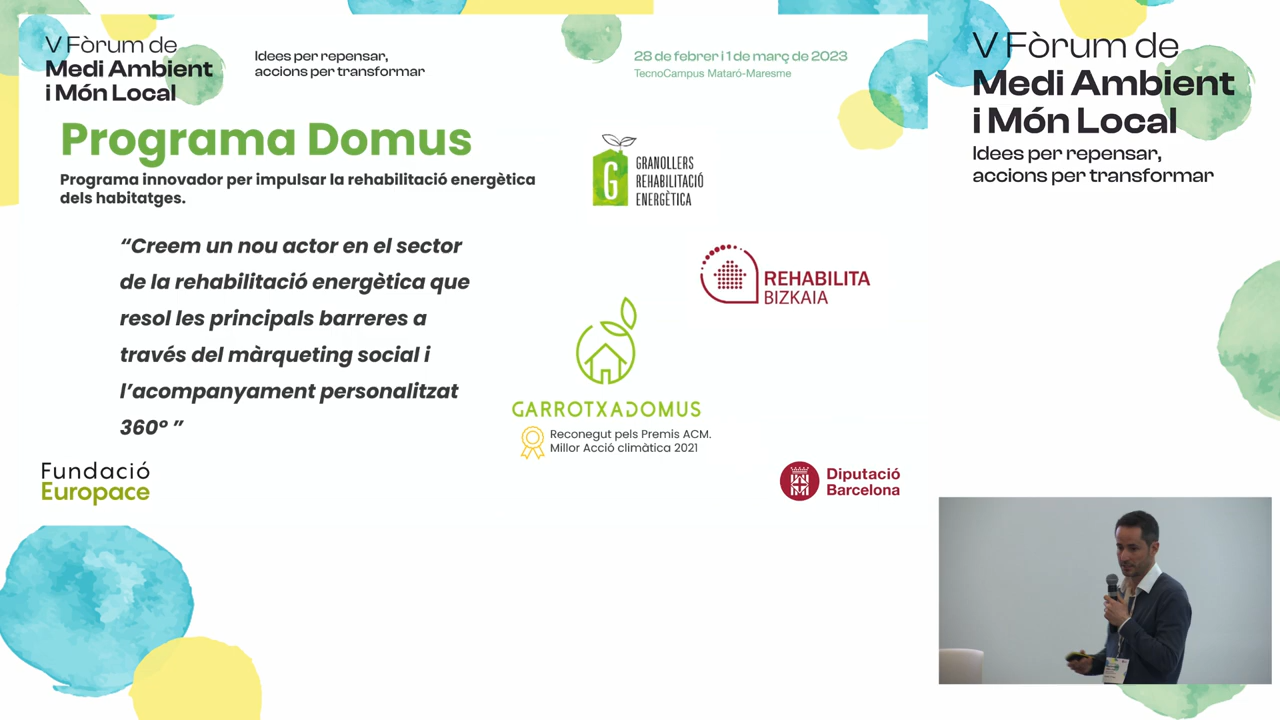 V Fòrum de
Medi Ambient
i Món Local
Idees per repensar,
accions per transformar
28 de febrer i 1 de març de 2023
TecnoCampus Mataró-Maresme
Programa Domus
Programa innovador per impulsar la rehabilitació energètica
dels habitatges.
“Creem un nou actor en el sector
de la rehabilitació energètica que
resol les principals barreres a
través del màrqueting social i
l’acompanyament personalitzat
360º ”
G
GRANOLLERS
REHABILITACIÓ
ENERGÈTICA
REHABILITA
BIZKAIA
GARROTXADOMUS
Reconegut pels Premis ACM.
Millor Acció climàtica 2021
Fundació
Europace
Diputació
Barcelona
V Fòrum de
Medi Ambient
i Món Local
Idees per repensar,
accions per transformar